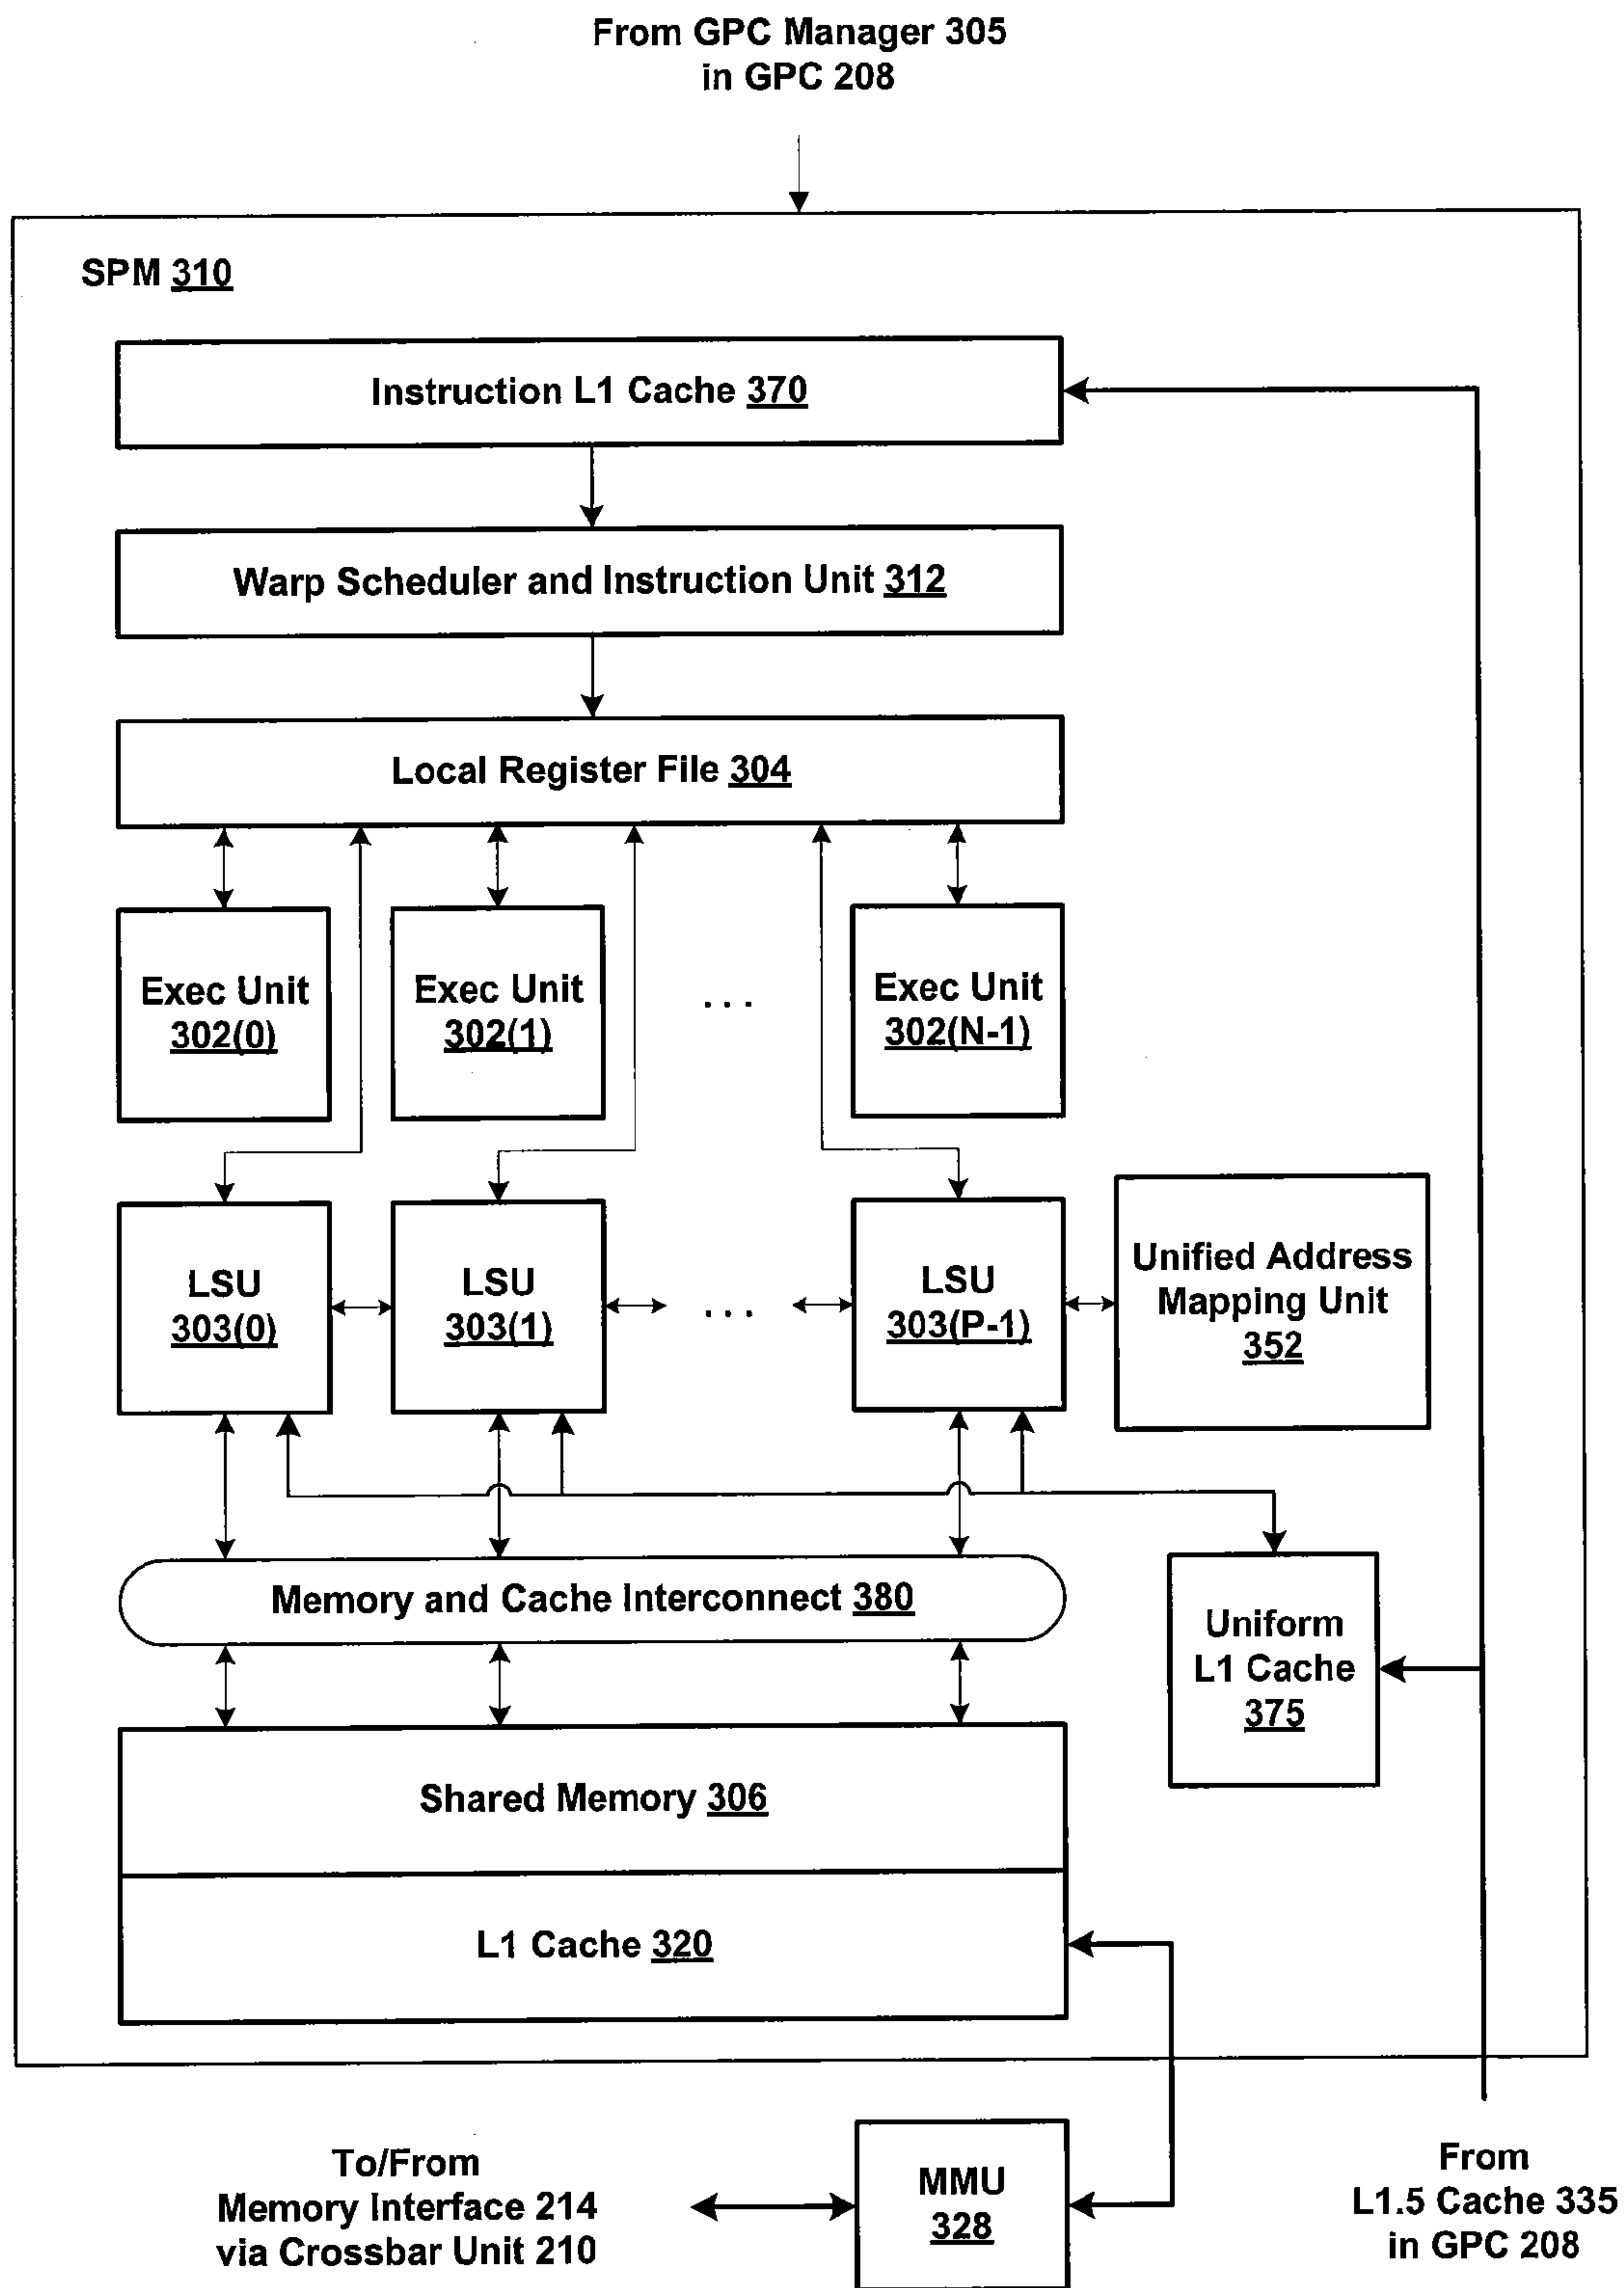 From GPC Manager 305
in GPC 208
SPM 310
Instruction L1 Cache 370
Warp Scheduler and Instruction Unit 312
Local Register File 304
Exec Unit
302(0)
Exec Unit
302(1)
. . .
Exec Unit
302(N-1)
LSU
303(0)
LSU
303(1)
. . .
LSU
303(P-1)
Unified Address
Mapping Unit
352
Memory and Cache Interconnect 380
Uniform
L1 Cache
375
Shared Memory 306
L1 Cache 320
To/From
Memory Interface 214
via Crossbar Unit 210
MMU
328
From
L1.5 Cache 335
in GPC 208